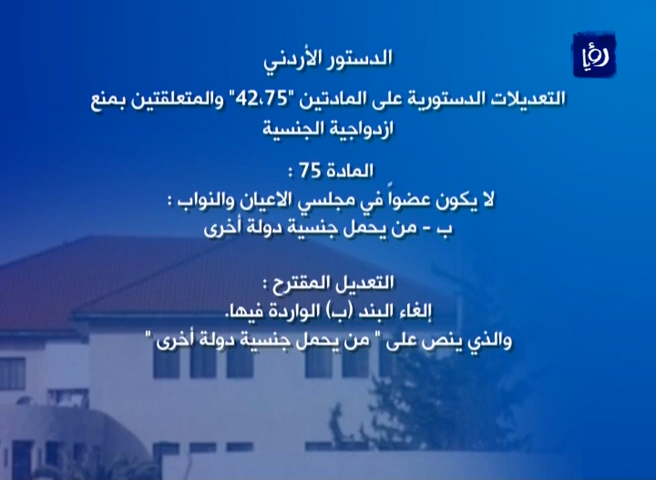 رؤيا
الدستور الأردني
التعديلات الدستورية على المادتين "42،75" والمتعلقتين بمنع
ازدواجية الجنسية
المادة 75 :
لا يكون عضواً في مجلسي الاعيان والنواب :
ب - من يحمل جنسية دولة أخرى
التعديل المقترح :
إلغاء البند (ب) الواردة فيها.
والذي ينص على " من يحمل جنسية دولة أخرى "